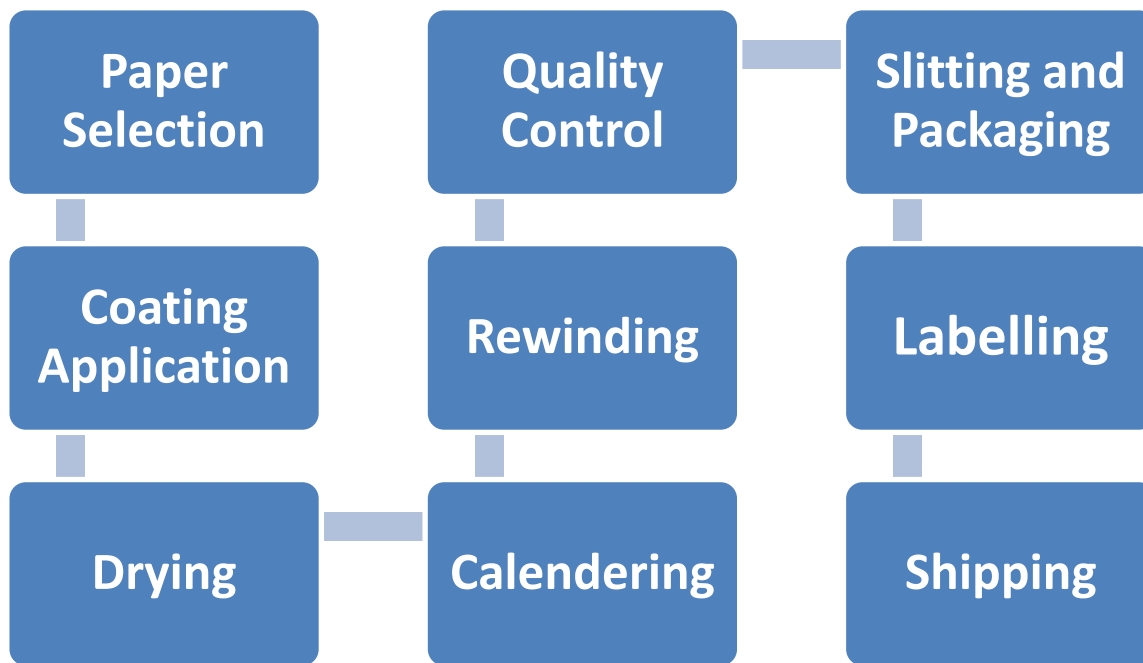 Paper
Selection
Coating
Application
Drying
Calendering
Rewinding
Quality
Control
Slitting and
Packaging
Labelling
Shipping